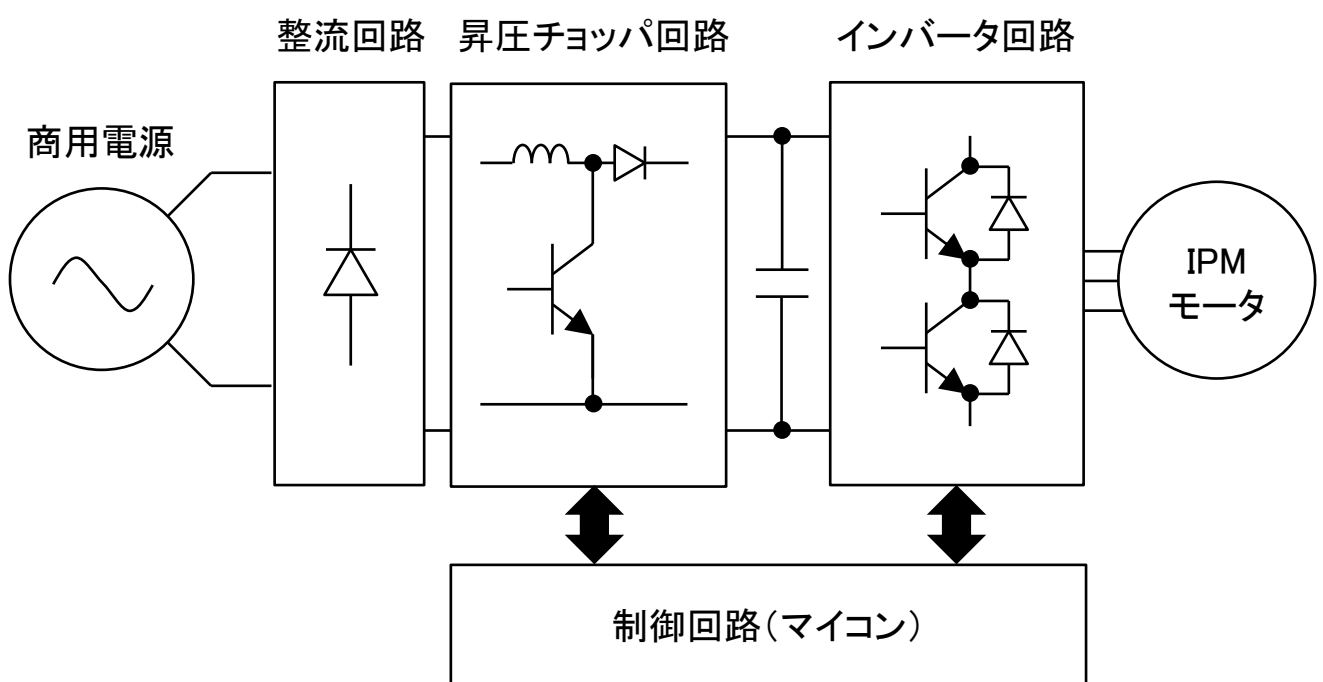 整流回路
昇圧チョッパ回路
インバータ回路
商用電源
IPM
モータ
制御回路(マイコン)